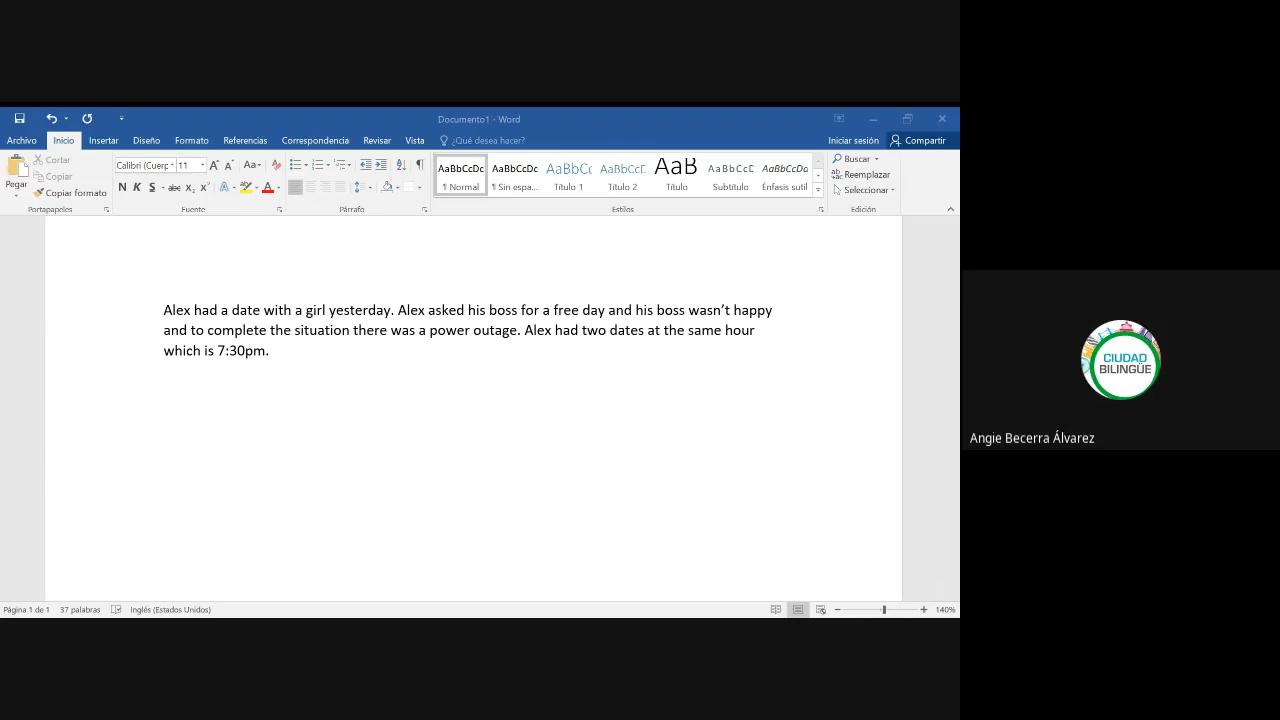 Documento1 - Word
Archivo Inicio Insertar Diseño Formato Referencias Correspondencia Revisar Vista ¿Qué desea hacer? Iniciar sesión Compartir
Pegar
Cortar
Copiar
Copiar formato
Portapapeles
Calibri (Cuerp 11
N K S abc X₂ X²
Fuente
Párrafo
AaBbCcDc AaBbCcDc AaBbCc AaBbCcE AaB AaBbCcE AaBbCcDa
¶ Normal ¶ Sin espa... Título 1 Título 2 Título Subtítulo Énfasis sutil
Estilos
Buscar
Reemplazar
Seleccionar
Edición
Alex had a date with a girl yesterday. Alex asked his boss for a free day and his boss wasn’t happy
and to complete the situation there was a power outage. Alex had two dates at the same hour
which is 7:30pm.
Página 1 de 1 37 palabras Inglés (Estados Unidos) 140%
CIUDAD
BILINGÜE
Angie Becerra Álvarez